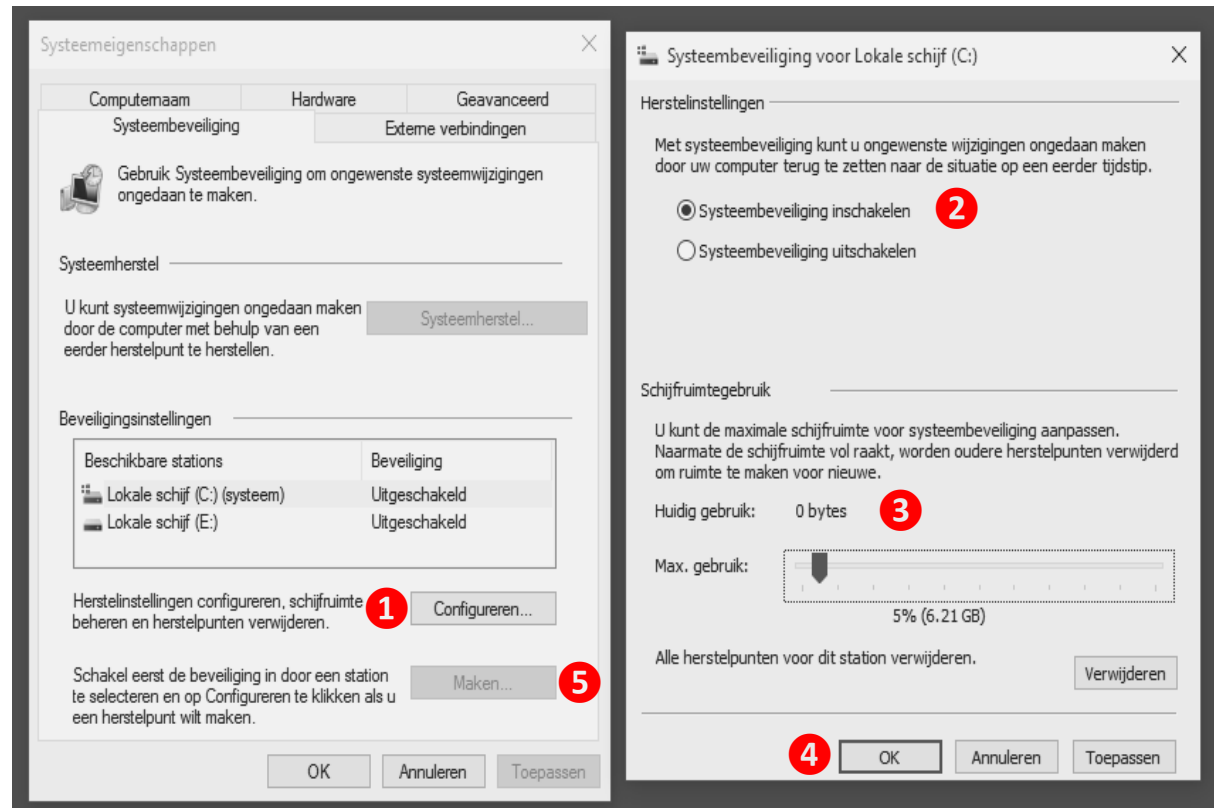 Systeemeigenschappen
Computernaam
Hardware
Geavanceerd
Systeembeveiliging
Externe verbindingen
Gebruik Systeembeveiliging om ongewenste systeemwijzigingen
ongedaan te maken.
Systeemherstel
U kunt systeemwijzigingen ongedaan maken
door de computer met behulp van een
eerder herstelpunt te herstellen.
Systeemherstel...
Beveiligingsinstellingen
Beschikbare stations
Beveiliging
Lokale schijf (C:) (systeem)
Uitgeschakeld
Lokale schijf (E:)
Uitgeschakeld
Herstelinstellingen configureren, schijfruimte
beheren en herstelpunten verwijderen.
1
Configureren...
Schakel eerst de beveiliging in door een station
te selecteren en op Configureren te klikken als u
een herstelpunt wilt maken.
Maken...
5
OK
Annuleren
Toepassen
Systeembeveiliging voor Lokale schijf (C:)
Herstelinstellingen
Met systeembeveiliging kunt u ongewenste wijzigingen ongedaan maken
door uw computer terug te zetten naar de situatie op een eerder tijdstip.
Systeembeveiliging inschakelen
2
Systeembeveiliging uitschakelen
Schijfruimtegebruik
U kunt de maximale schijfruimte voor systeembeveiliging aanpassen.
Naarmate de schijfruimte vol raakt, worden oudere herstelpunten verwijderd
om ruimte te maken voor nieuwe.
Huidig gebruik:
0 bytes
3
Max. gebruik:
5% (6.21 GB)
Alle herstelpunten voor dit station verwijderen.
Verwijderen
4
OK
Annuleren
Toepassen